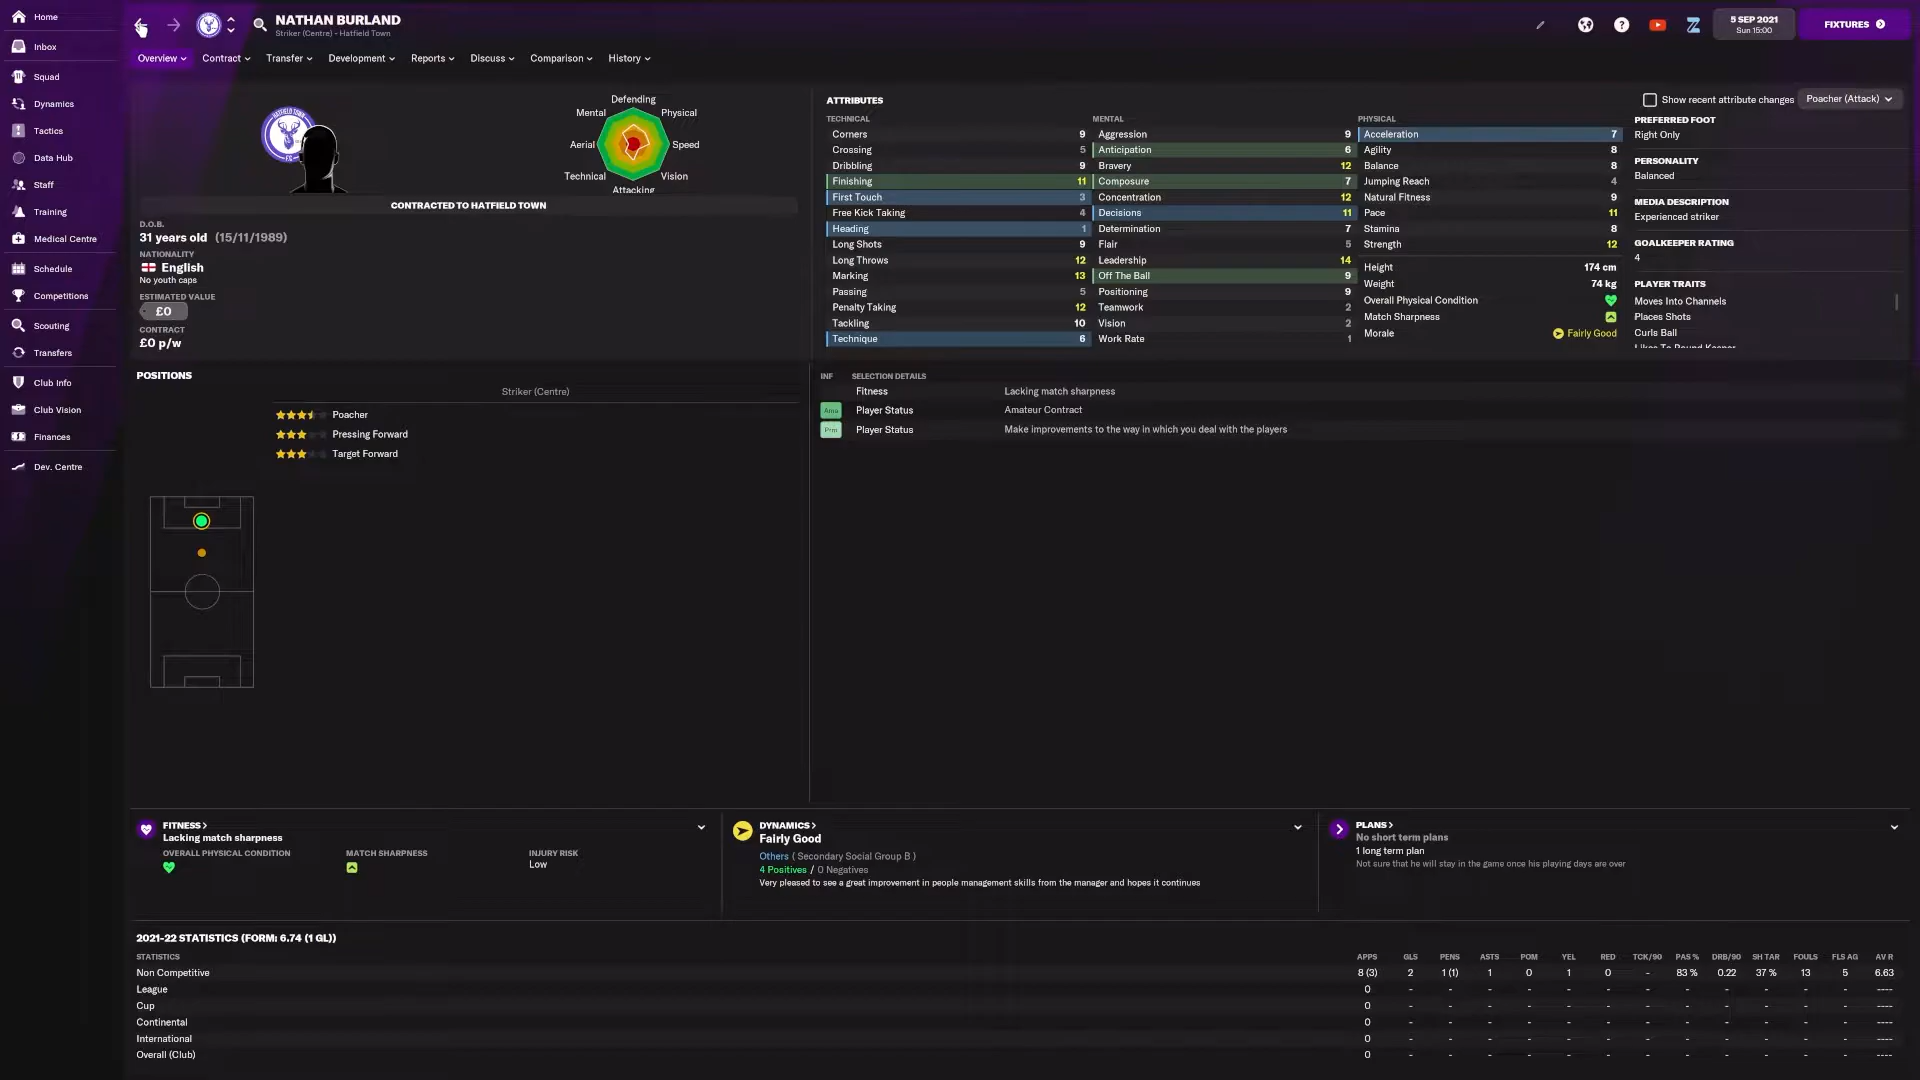 Home
Inbox
Squad
Dynamics
Tactics
Data Hub
Staff
Training
Medical Centre
Schedule
Competitions
Scouting
Transfers
Club Info
Club Vision
Finances
Dev. Centre
NATHAN BURLAND
Striker (Centre) - Hatfield Town
5 SEP 2021
Sun 15:00
FIXTURES
Overview Contract Transfer Development Reports Discuss Comparison History
Defending
Mental Physical
Aerial Speed
Technical Vision
Attacking
CONTRACTED TO HATFIELD TOWN
D.O.B.
31 years old (15/11/1989)
NATIONALITY
English
No youth caps
ESTIMATED VALUE
£0
CONTRACT
£0 p/w
ATTRIBUTES
Show recent attribute changes Poacher (Attack)
TECHNICAL
Corners 9
Crossing 5
Dribbling 9
Finishing 11
First Touch 3
Free Kick Taking 4
Heading 1
Long Shots 9
Long Throws 12
Marking 13
Passing 5
Penalty Taking 12
Tackling 10
Technique 6
MENTAL
Aggression 9
Anticipation 6
Bravery 12
Composure 7
Concentration 12
Decisions 11
Determination 7
Flair 5
Leadership 14
Off The Ball 9
Positioning 9
Teamwork 2
Vision 2
Work Rate 1
PHYSICAL
Acceleration 7
Agility 8
Balance 8
Jumping Reach 4
Natural Fitness 9
Pace 11
Stamina 8
Strength 12
Height 174 cm
Weight 74 kg
Overall Physical Condition
Match Sharpness
Morale Fairly Good
PREFERRED FOOT
Right Only
PERSONALITY
Balanced
MEDIA DESCRIPTION
Experienced striker
GOALKEEPER RATING
4
PLAYER TRAITS
Moves Into Channels
Places Shots
Curls Ball
Likes To Round Keeper
POSITIONS
Striker (Centre)
Poacher
Pressing Forward
Target Forward
INF SELECTION DETAILS
Fitness Lacking match sharpness
Ama Player Status Amateur Contract
Prm Player Status Make improvements to the way in which you deal with the players
FITNESS >
Lacking match sharpness
OVERALL PHYSICAL CONDITION MATCH SHARPNESS INJURY RISK
Low
DYNAMICS >
Fairly Good
Others ( Secondary Social Group B )
4 Positives / 0 Negatives
Very pleased to see a great improvement in people management skills from the manager and hopes it continues
PLANS >
No short term plans
1 long term plan
Not sure that he will stay in the game once his playing days are over
2021-22 STATISTICS (FORM: 6.74 (1 GL))
STATISTICS APPS GLS PENS ASTS POM YEL RED TCK/90 PAS % DRB/90 SH TAR FOULS FLS AG AV R
Non Competitive 8 (3) 2 1 (1) 1 0 1 0 - 83 % 0.22 37 % 13 5 6.63
League 0 - - - - - - - - - - - - ----
Cup 0 - - - - - - - - - - - - ----
Continental 0 - - - - - - - - - - - - ----
International 0 - - - - - - - - - - - - ----
Overall (Club) 0 - - - - - - - - - - - - ----